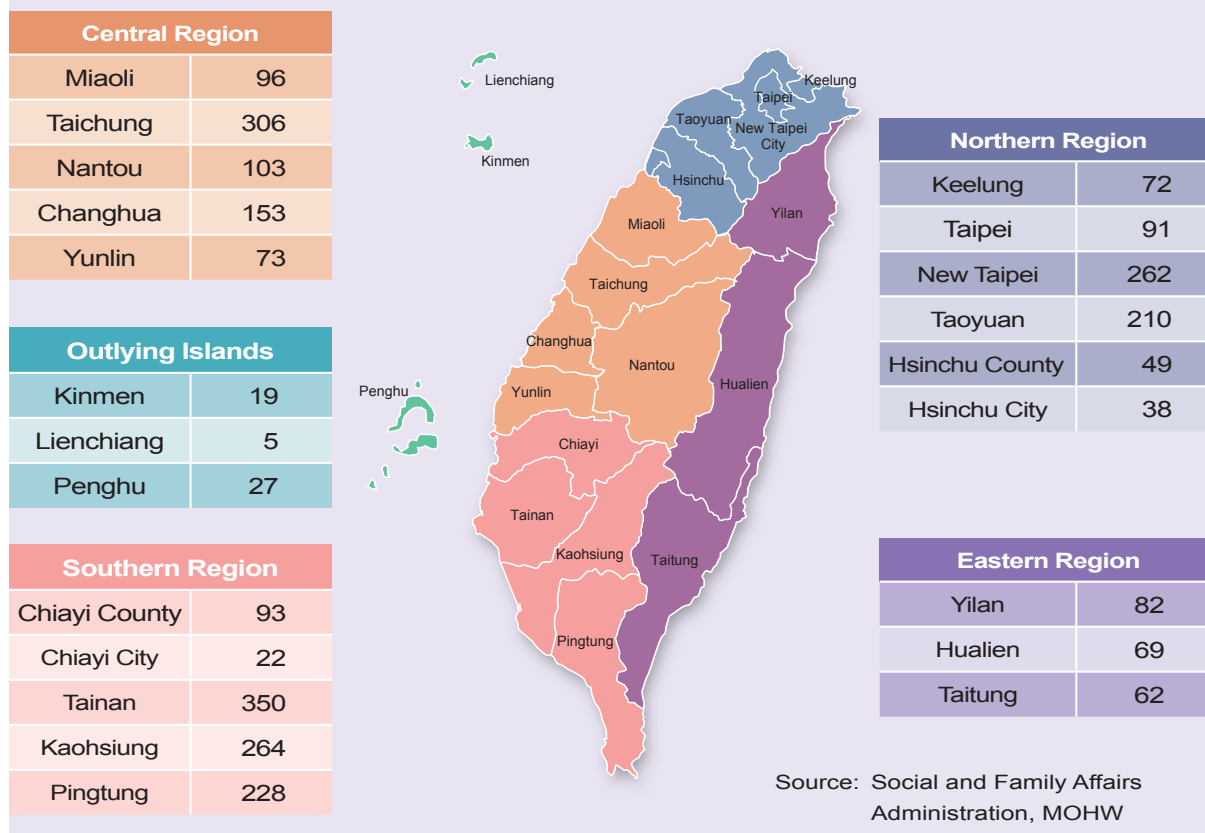 Central Region
Miaoli 96
Taichung 306
Nantou 103
Changhua 153
Yunlin 73
Outlying Islands
Kinmen 19
Lienchiang 5
Penghu 27
Southern Region
Chiayi County 93
Chiayi City 22
Tainan 350
Kaohsiung 264
Pingtung 228
Lienchiang
Kinmen
Penghu
Keelung
Taipei
Taoyuan
New Taipei
City
Hsinchu
Yilan
Miaoli
Taichung
Changhua
Nantou
Hualien
Yunlin
Chiayi
Tainan
Kaohsiung
Taitung
Pingtung
Northern Region
Keelung 72
Taipei 91
New Taipei 262
Taoyuan 210
Hsinchu County 49
Hsinchu City 38
Eastern Region
Yilan 82
Hualien 69
Taitung 62
Source: Social and Family Affairs
Administration, MOHW